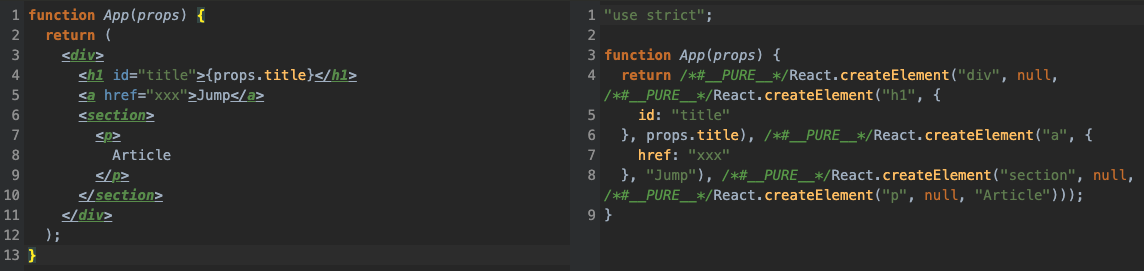 1 function App(props) {
2   return (
3     <div>
4       <h1 id="title">{props.title}</h1>
5       <a href="xxx">Jump</a>
6       <section>
7         <p>
8           Article
9         </p>
10       </section>
11     </div>
12   );
13 }
1 "use strict";
2
3 function App(props) {
4   return /*#__PURE__*/React.createElement("div", null,
/*#__PURE__*/React.createElement("h1", {
5     id: "title"
6   }, props.title), /*#__PURE__*/React.createElement("a", {
7     href: "xxx"
8   }, "Jump"), /*#__PURE__*/React.createElement("section", null,
/*#__PURE__*/React.createElement("p", null, "Article")));
9 }